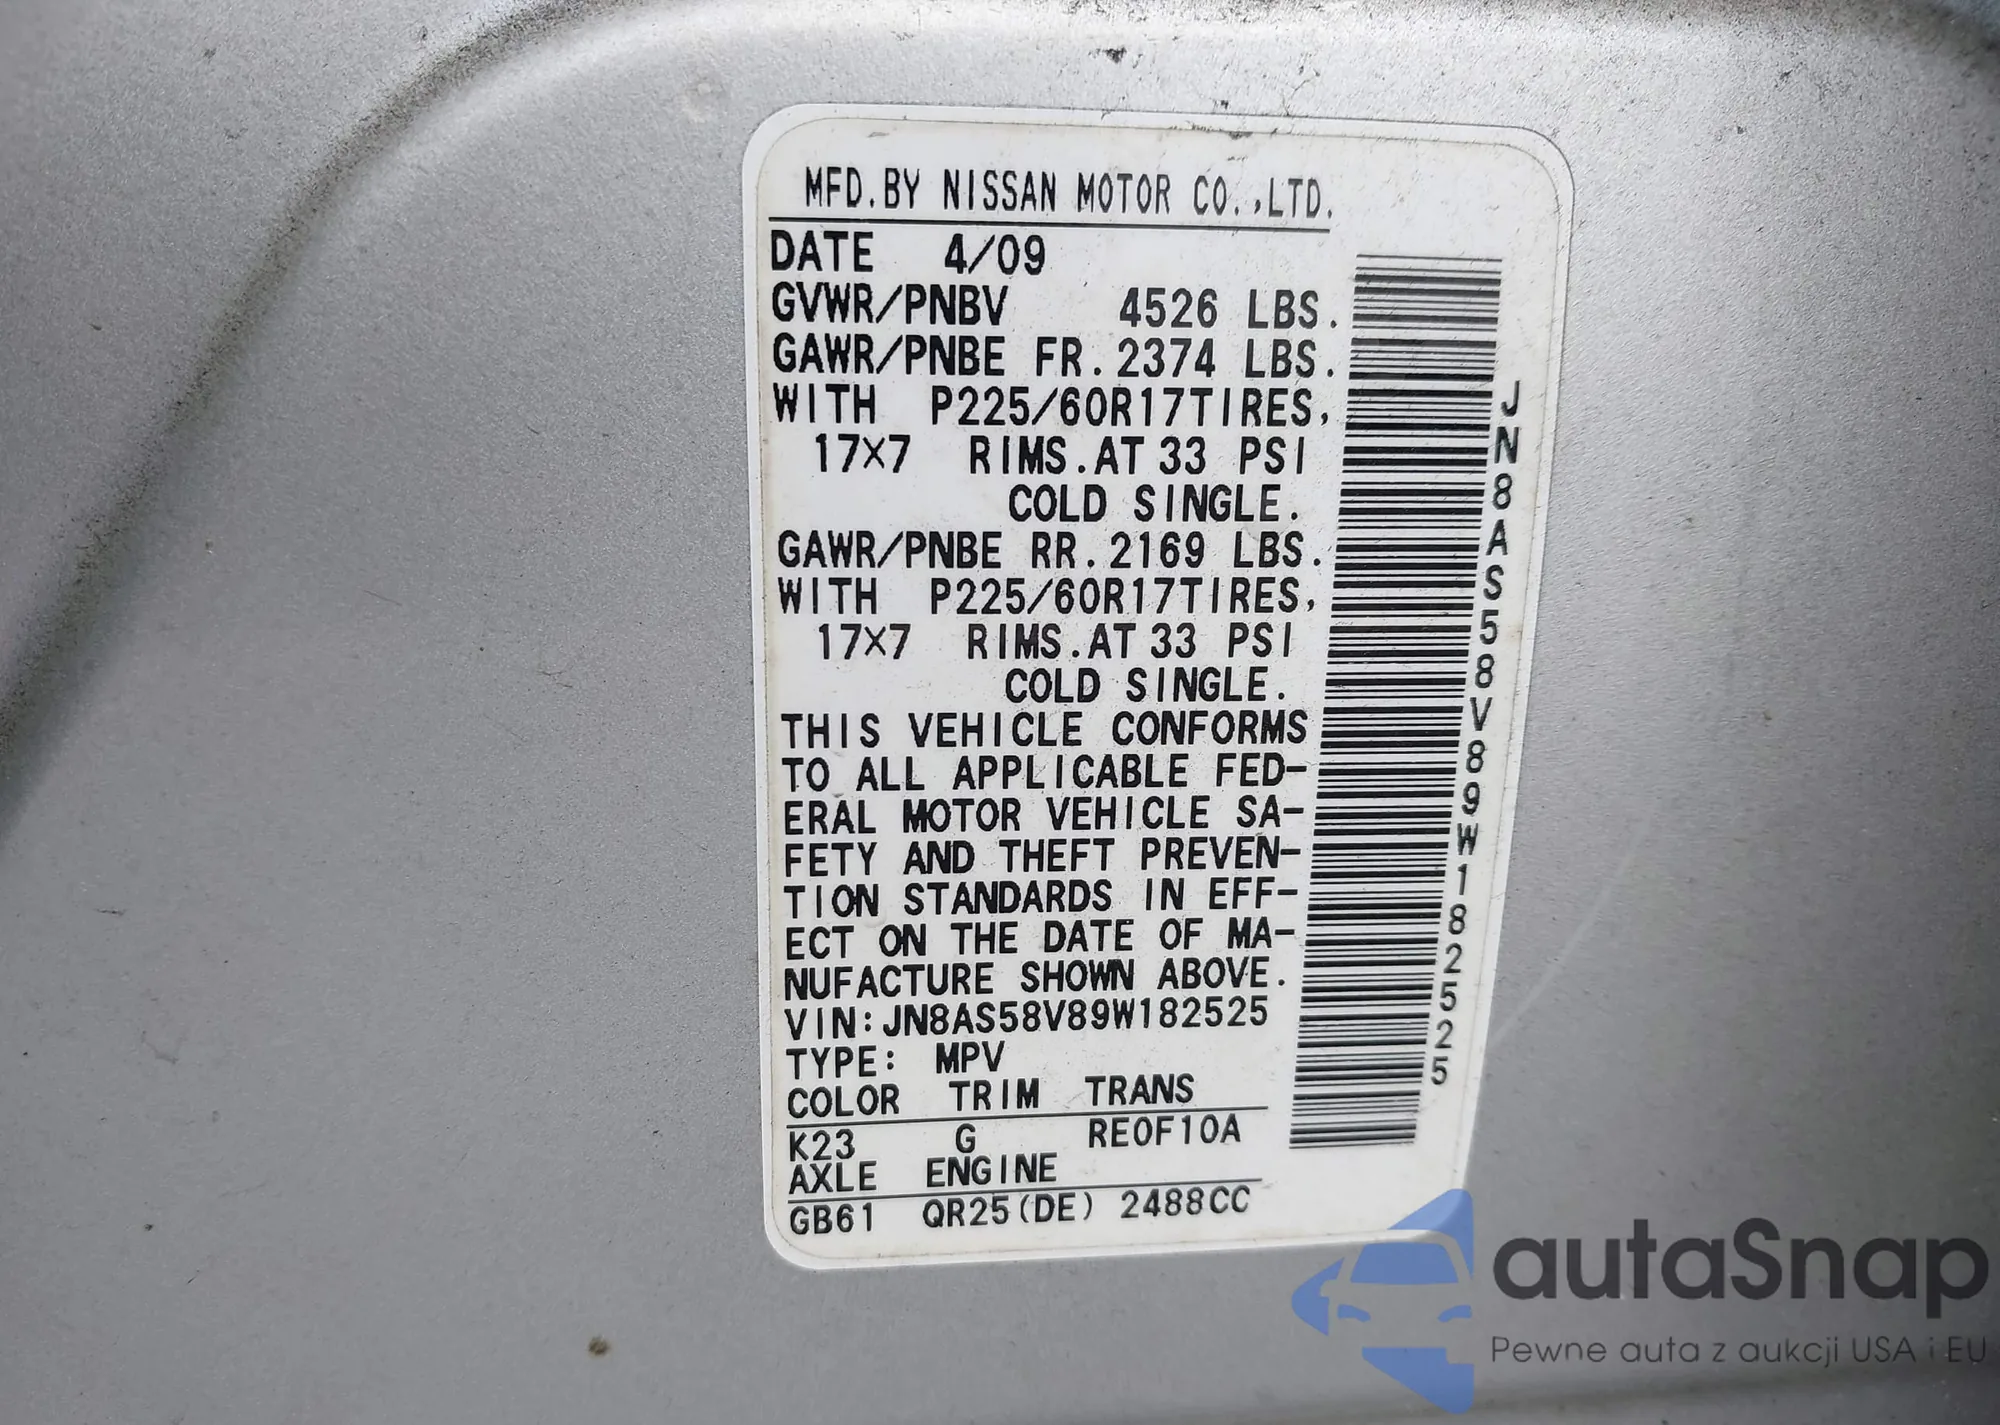 MFD.BY NISSAN MOTOR CO.,LTD.
DATE 4/09
GVWR/PNBV 4526 LBS.
GAWR/PNBE FR.2374 LBS.
WITH P225/60R17TIRES,
17X7 RIMS.AT 33 PSI
COLD SINGLE.
GAWR/PNBE RR.2169 LBS.
WITH P225/60R17TIRES,
17X7 RIMS.AT 33 PSI
COLD SINGLE.
THIS VEHICLE CONFORMS
TO ALL APPLICABLE FED-
ERAL MOTOR VEHICLE SA-
FETY AND THEFT PREVEN-
TION STANDARDS IN EFF-
ECT ON THE DATE OF MA-
NUFACTURE SHOWN ABOVE.
VIN:JN8AS58V89W182525
TYPE: MPV
COLOR TRIM TRANS
K23 G RE0F10A
AXLE ENGINE
GB61 QR25(DE) 2488CC
JN8AS58V89W182525
autaSnap
Pewne auta z aukcji USA i EU